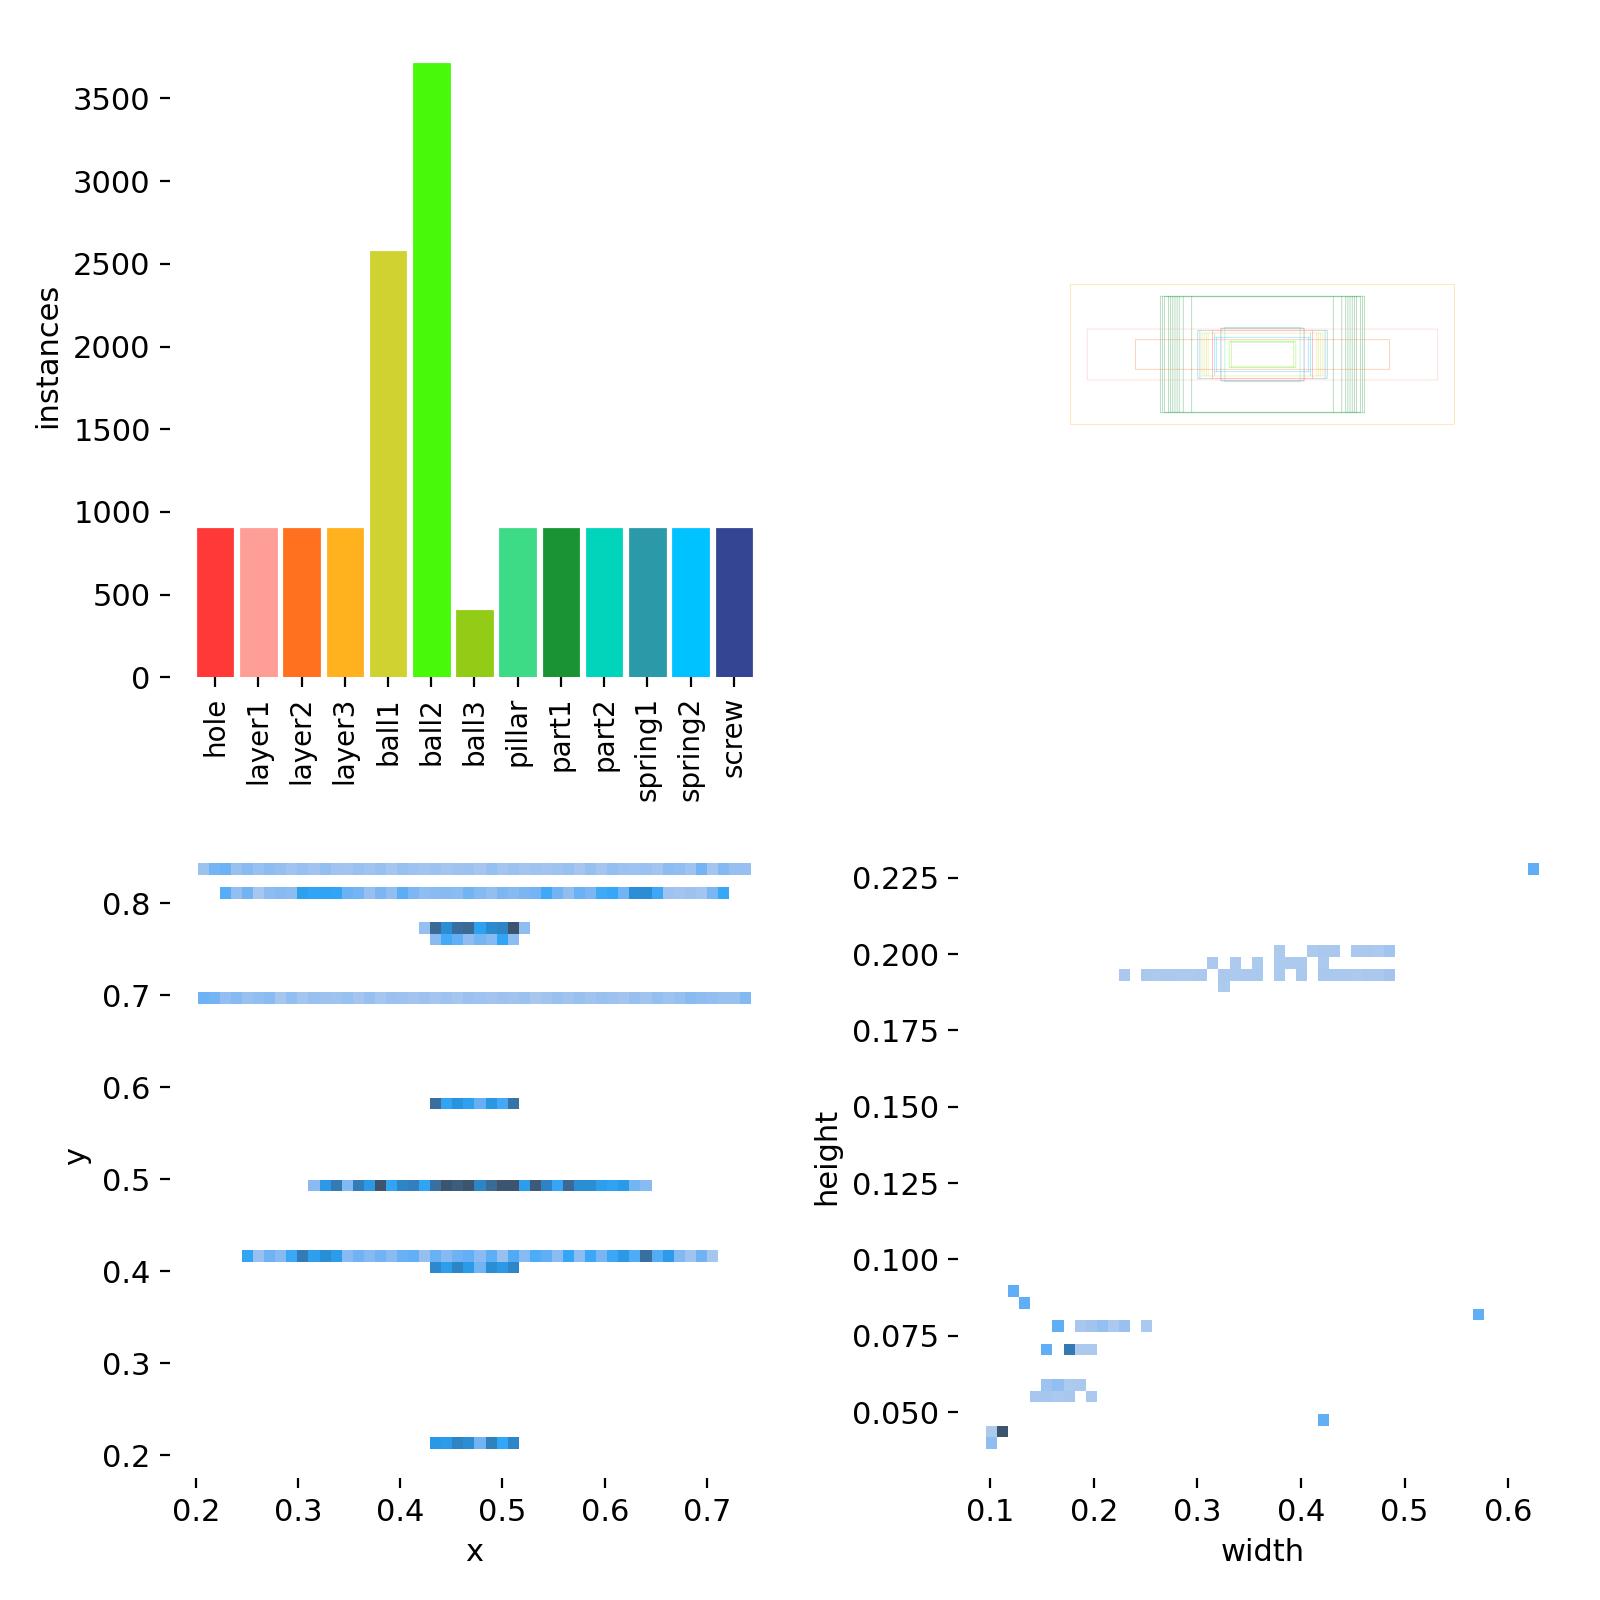 3500
3000
2500
2000
1500
1000
500
0
instances
hole
layer1
layer2
layer3
ball1
ball2
ball3
pillar
part1
part2
spring1
spring2
screw
0.8
0.7
0.6
0.5
0.4
0.3
0.2
y
0.2 0.3 0.4 0.5 0.6 0.7
x
0.225
0.200
0.175
0.150
0.125
0.100
0.075
0.050
height
0.1 0.2 0.3 0.4 0.5 0.6
width